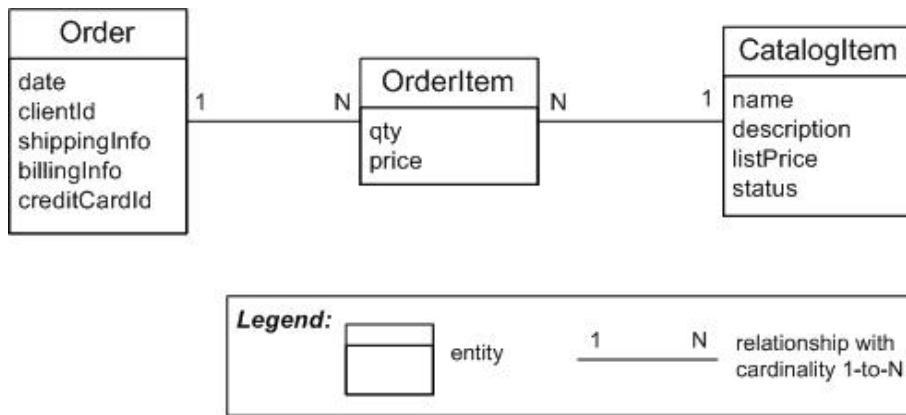 Order
date
clientId
shippingInfo
billingInfo
creditCardId
1
N
OrderItem
qty
price
N
1
CatalogItem
name
description
listPrice
status
Legend:
entity
1
N
relationship with
cardinality 1-to-N